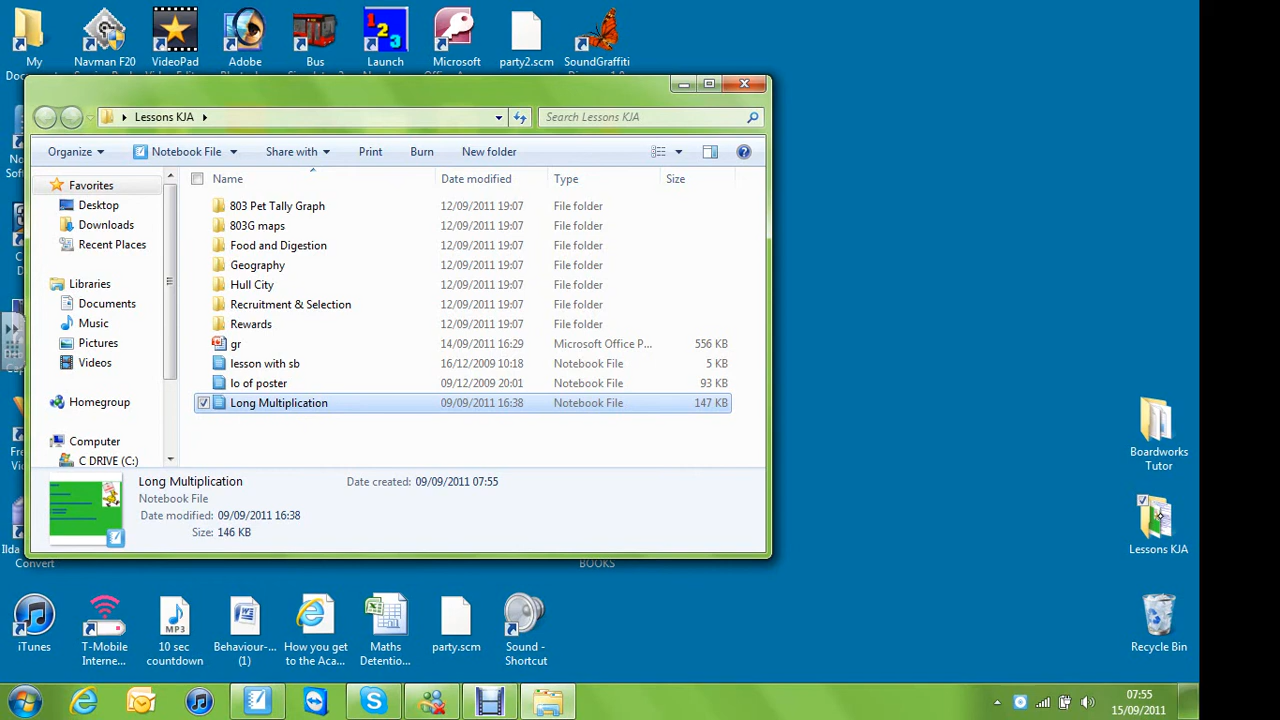 My
Navman F20
VideoPad
Adobe
Bus
1 2 3
Launch
Microsoft
party2.scm
SoundGraffiti
Lessons KJA
Search Lessons KJA
Organize
Notebook File
Share with
Print
Burn
New folder
Name
Date modified
Type
Size
Favorites
Desktop
Downloads
Recent Places
Libraries
Documents
Music
Pictures
Videos
Homegroup
Computer
C DRIVE (C:)
803 Pet Tally Graph 12/09/2011 19:07 File folder
803G maps 12/09/2011 19:07 File folder
Food and Digestion 12/09/2011 19:07 File folder
Geography 12/09/2011 19:07 File folder
Hull City 12/09/2011 19:07 File folder
Recruitment & Selection 12/09/2011 19:07 File folder
Rewards 12/09/2011 19:07 File folder
gr 14/09/2011 16:29 Microsoft Office P... 556 KB
lesson with sb 16/12/2009 10:18 Notebook File 5 KB
lo of poster 09/12/2009 20:01 Notebook File 93 KB
Long Multiplication 09/09/2011 16:38 Notebook File 147 KB
Long Multiplication
Notebook File
Date modified: 09/09/2011 16:38
Size: 146 KB
Date created: 09/09/2011 07:55
Boardworks
Tutor
Lessons KJA
Convert
BOOKS
iTunes
T-Mobile
Interne...
MP3
10 sec
countdown
Behaviour-...
(1)
How you get
to the Aca...
Maths
Detentio...
party.scm
Sound -
Shortcut
Recycle Bin
07:55
15/09/2011